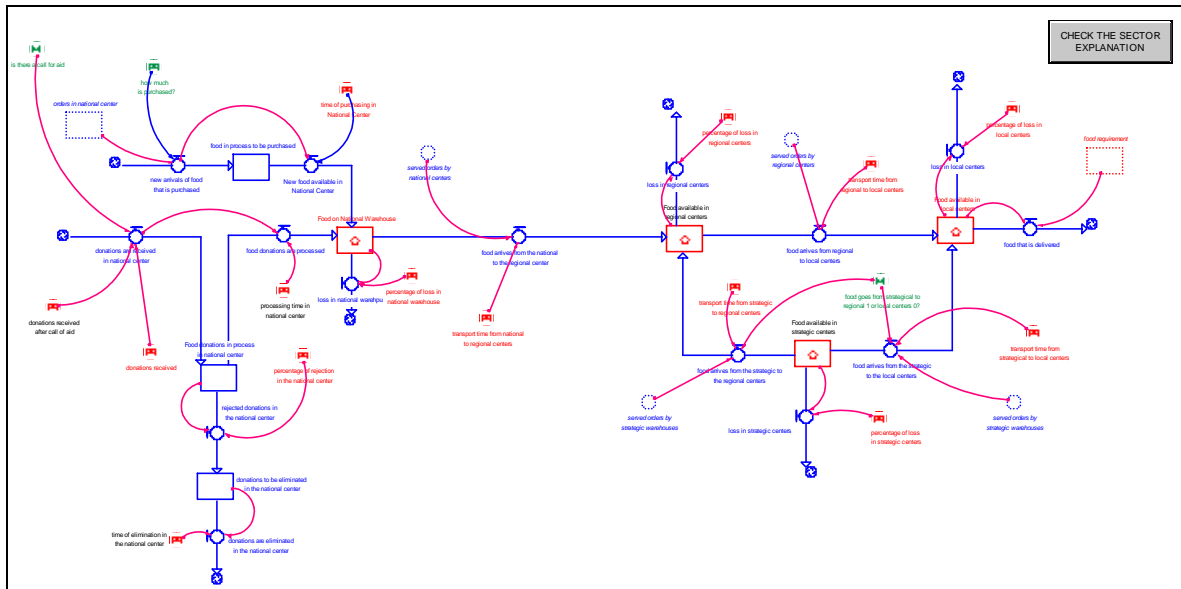 CHECK THE SECTOR
EXPLANATION
is there a call for aid
how much
is purchased?
orders in national center
time of purchasing in
National Center
food in process to be purchased
new arrivals of food
that is purchased
New food available in
National Center
served orders by
national centers
percentage of loss in
regional centers
loss in regional centers
Food available in
regional centers
served orders by
regional centers
transport time from
regional to local centers
percentage of loss in
local centers
loss in local centers
food requirement
Food available in
local centers
food that is delivered
donations are received
in national center
food donations are processed
Food on National Warehouse
food arrives from the national
to the regional center
food arrives from regional
to local centers
processing time in
national center
loss in national warehpu
percentage of loss in
national warehouse
transport time from national
to regional centers
transport time from strategic
to regional centers
food goes from strategical to
regional 1 or local centers 0?
Food available in
strategic centers
transport time from
strategical to local centers
donations received
after call of aid
donations received
Food donations in process
in national center
percentage of rejection
in the national center
food arrives from the strategic to
the regional centers
food arrives from the strategic
to the local centers
rejected donations in
the national center
served orders by
strategic warehouses
loss in strategic centers
percentage of loss
in strategic centers
served orders by
strategic warehouses
donations to be eliminated
in the national center
time of elimination in
the national center
donations are eliminated
in the national center